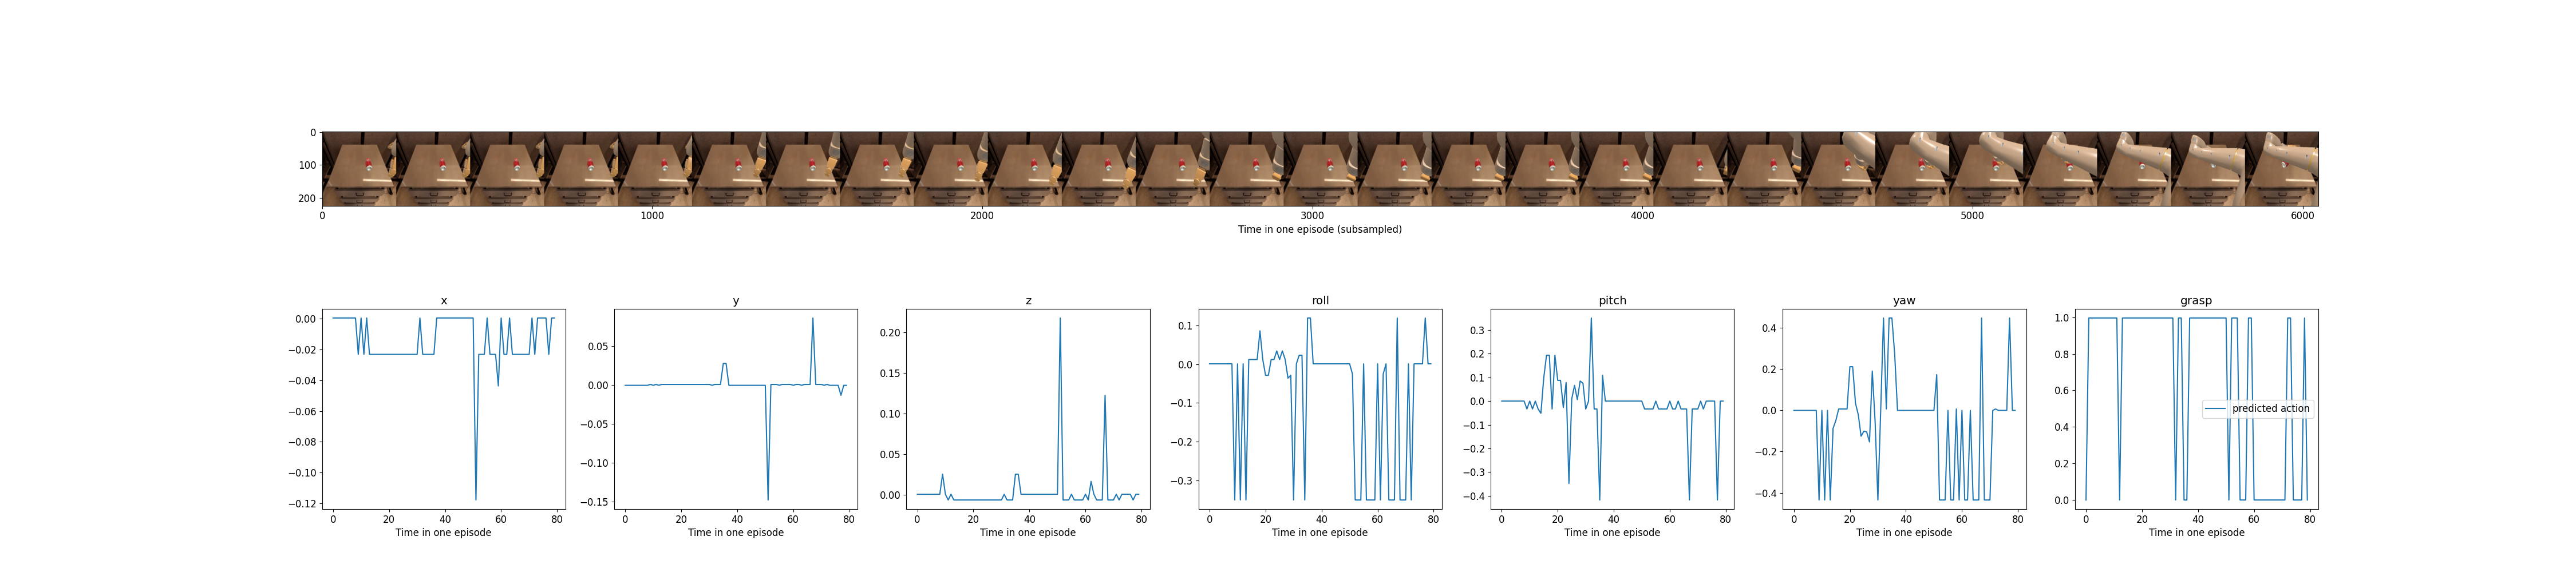 0
100
200
0 1000 2000 3000 4000 5000 6000
Time in one episode (subsampled)
x
0.00
−0.02
−0.04
−0.06
−0.08
−0.10
−0.12
0 20 40 60 80
Time in one episode
y
0.05
0.00
−0.05
−0.10
−0.15
0 20 40 60 80
Time in one episode
z
0.20
0.15
0.10
0.05
0.00
0 20 40 60 80
Time in one episode
roll
0.1
0.0
−0.1
−0.2
−0.3
0 20 40 60 80
Time in one episode
pitch
0.3
0.2
0.1
0.0
−0.1
−0.2
−0.3
−0.4
0 20 40 60 80
Time in one episode
yaw
0.4
0.2
0.0
−0.2
−0.4
0 20 40 60 80
Time in one episode
grasp
1.0
0.8
0.6
0.4
0.2
0.0
predicted action
0 20 40 60 80
Time in one episode